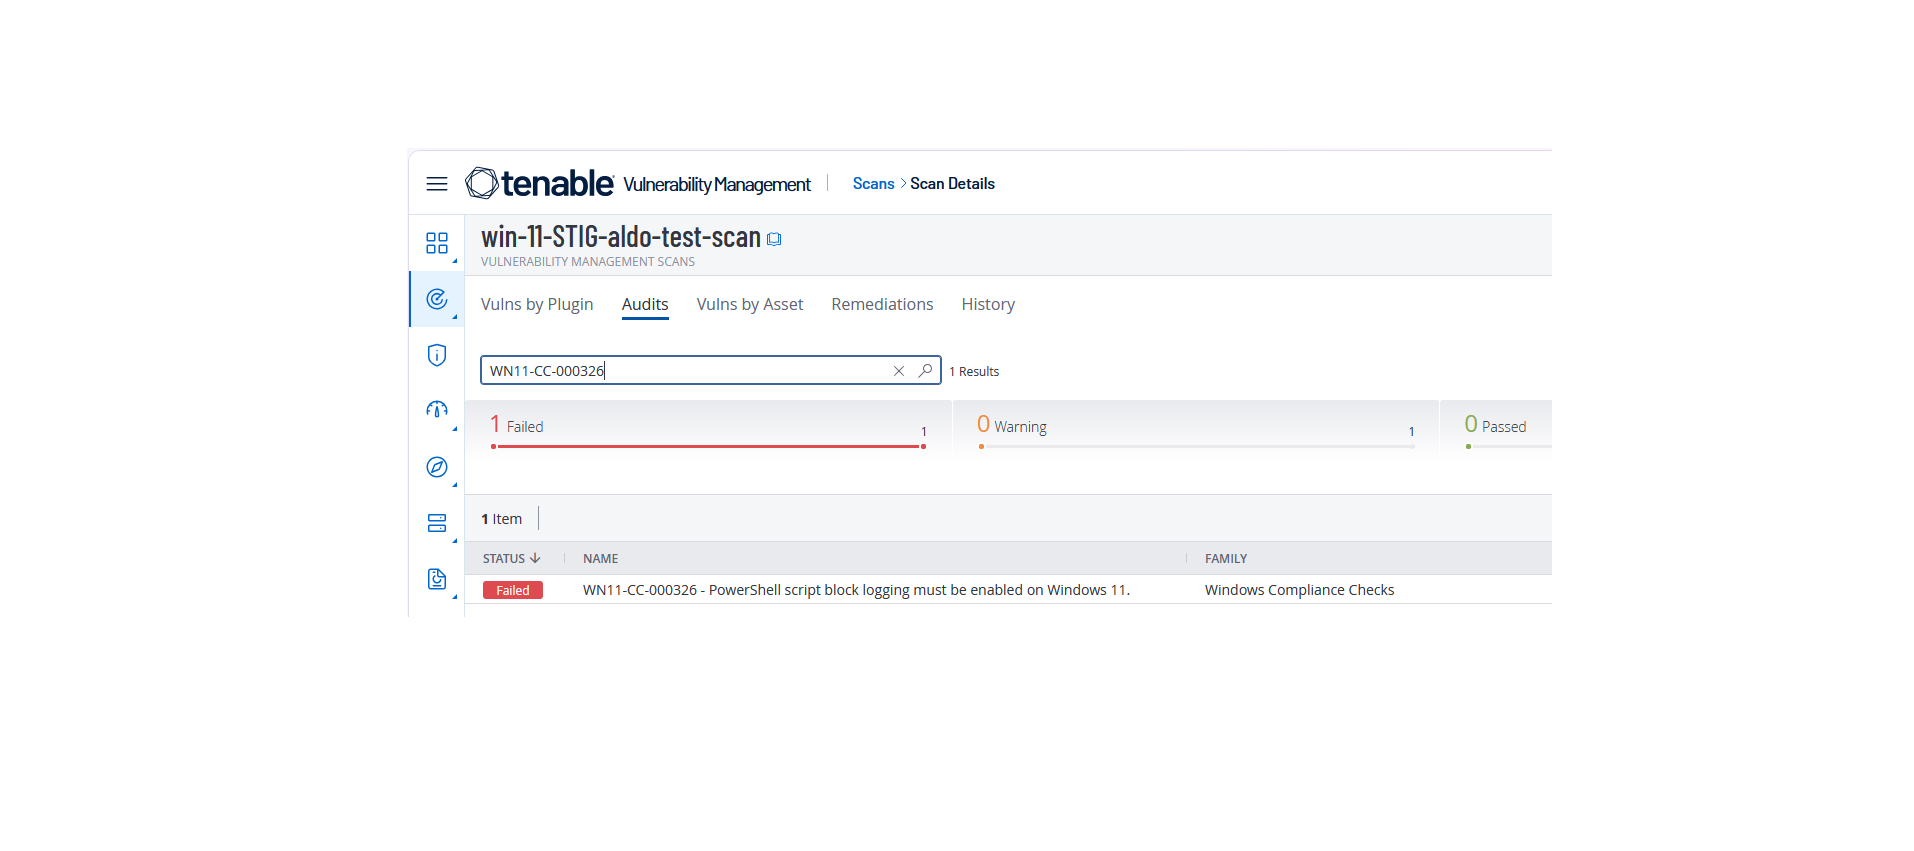 tenable Vulnerability Management Scans > Scan Details
win-11-STIG-aldo-test-scan
VULNERABILITY MANAGEMENT SCANS
Vulns by Plugin Audits Vulns by Asset Remediations History
WN11-CC-000326 1 Results
1 Failed 1 0 Warning 1 0 Passed
1 Item
STATUS NAME FAMILY
Failed WN11-CC-000326 - PowerShell script block logging must be enabled on Windows 11. Windows Compliance Checks